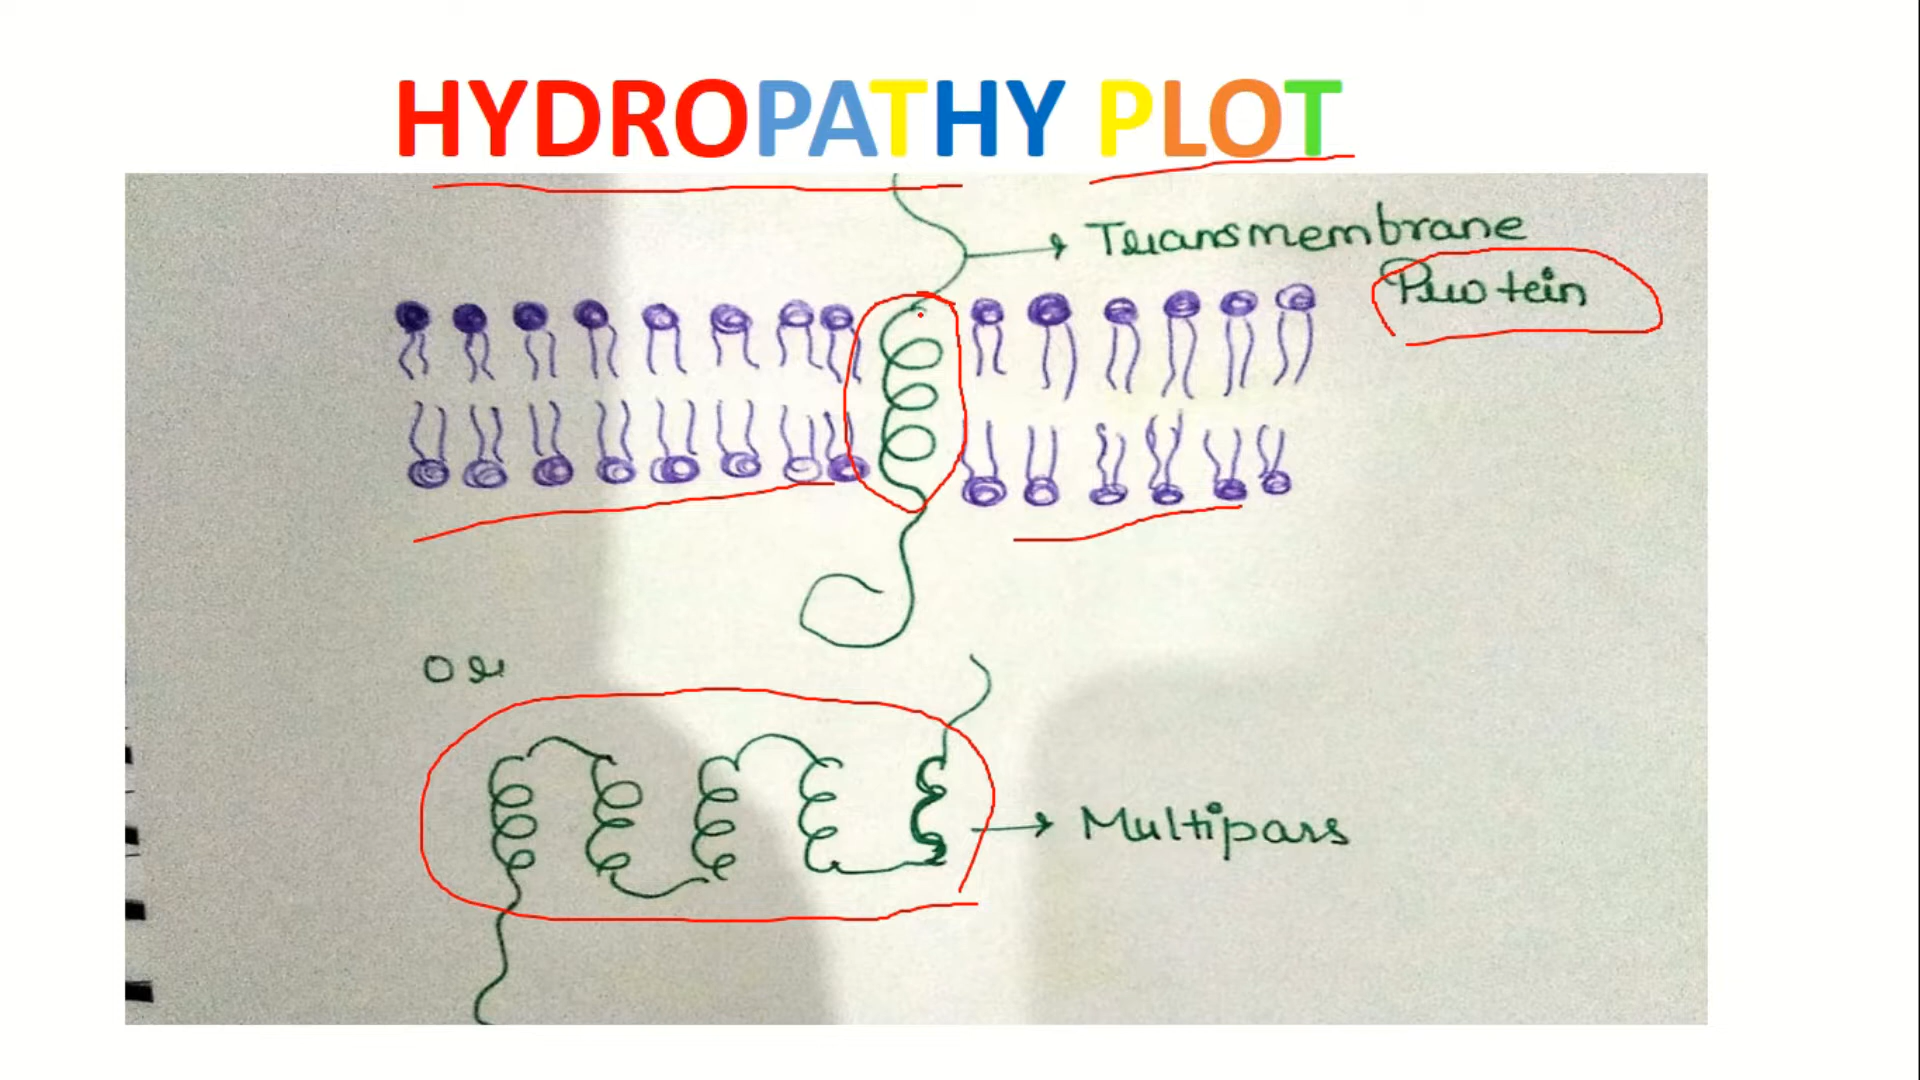 HYDROPATHY PLOT
Transmembrane
Protein
or
Multipass